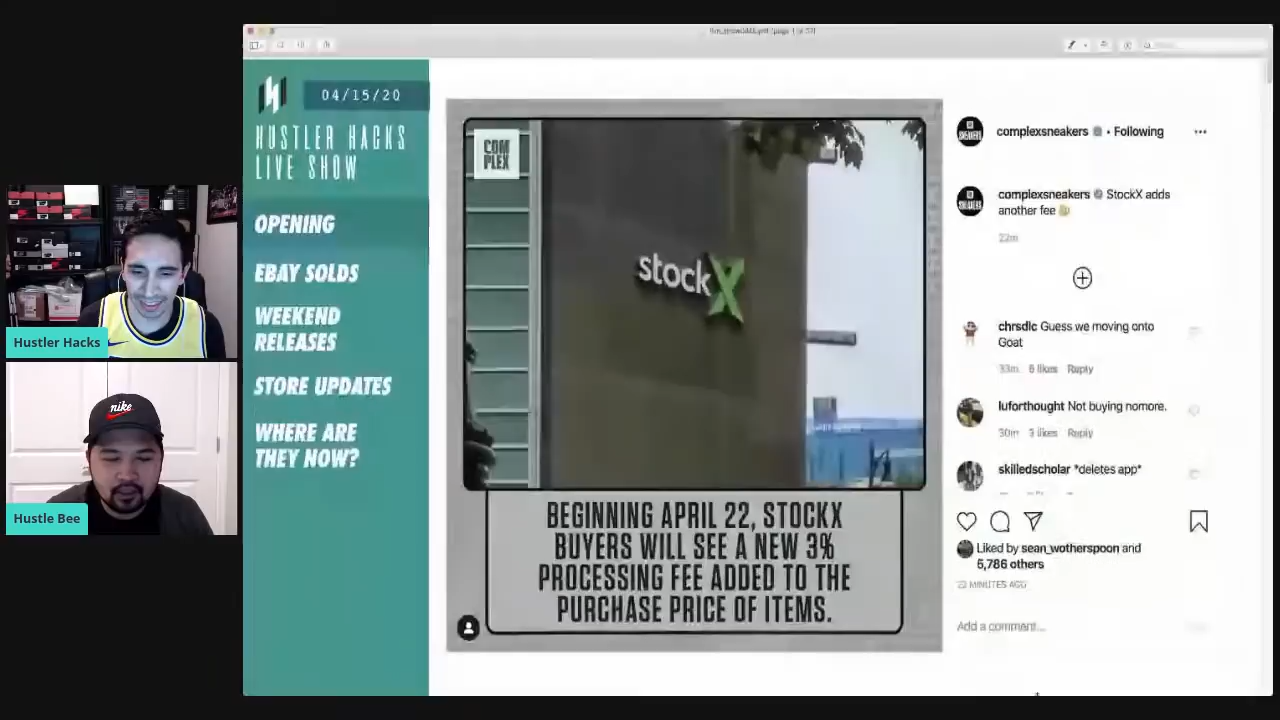 04/15/20
HUSTLER HACKS
LIVE SHOW
OPENING
EBAY SOLDS
WEEKEND
RELEASES
STORE UPDATES
WHERE ARE
THEY NOW?
Hustler Hacks
nike
Hustle Bee
COM
PLEX
stockX
BEGINNING APRIL 22, STOCKX
BUYERS WILL SEE A NEW 3%
PROCESSING FEE ADDED TO THE
PURCHASE PRICE OF ITEMS.
complexsneakers • Following
complexsneakers StockX adds
another fee
22m
chrsdlc Guess we moving onto
Goat
33m 6 likes Reply
luforthought Not buying nomore.
30m 3 likes Reply
skilledscholar *deletes app*
Liked by sean_wotherspoon and
5,786 others
22 MINUTES AGO
Add a comment...